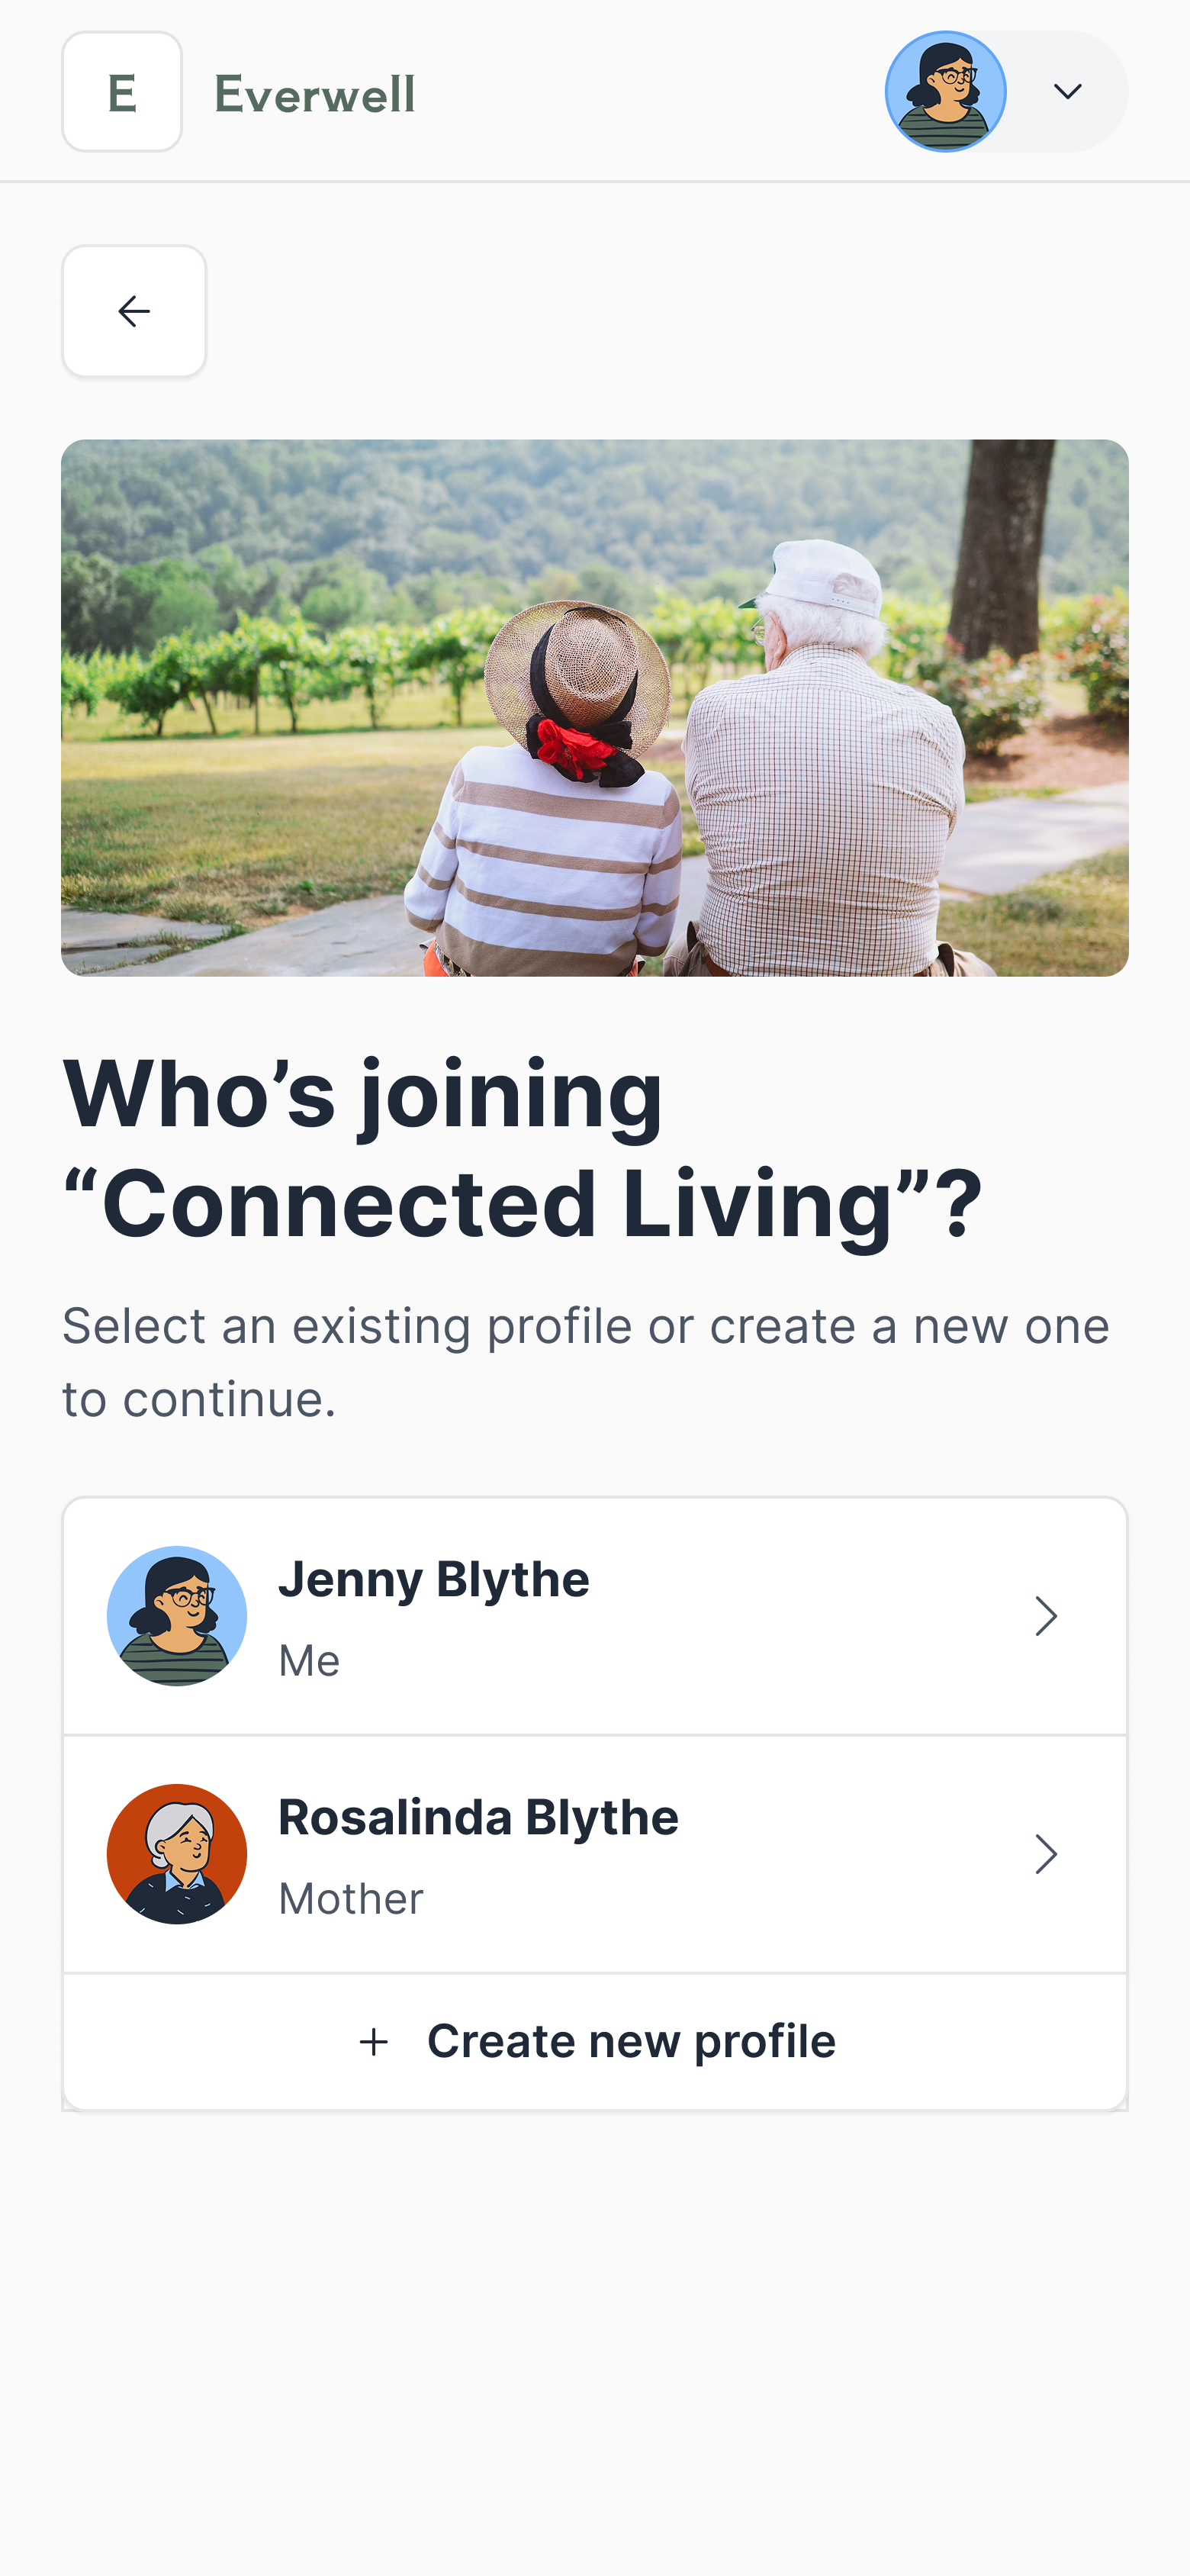 E
Everwell
Who’s joining
“Connected Living”?
Select an existing profile or create a new one
to continue.
Jenny Blythe
Me
Rosalinda Blythe
Mother
Create new profile